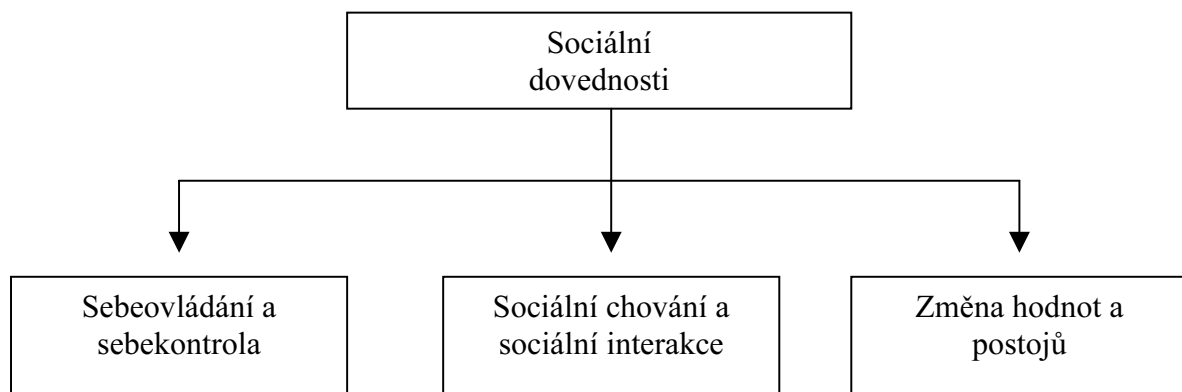 Sociální
dovednosti
Sebeovládání a
sebekontrola
Sociální chování a
sociální interakce
Změna hodnot a
postojů